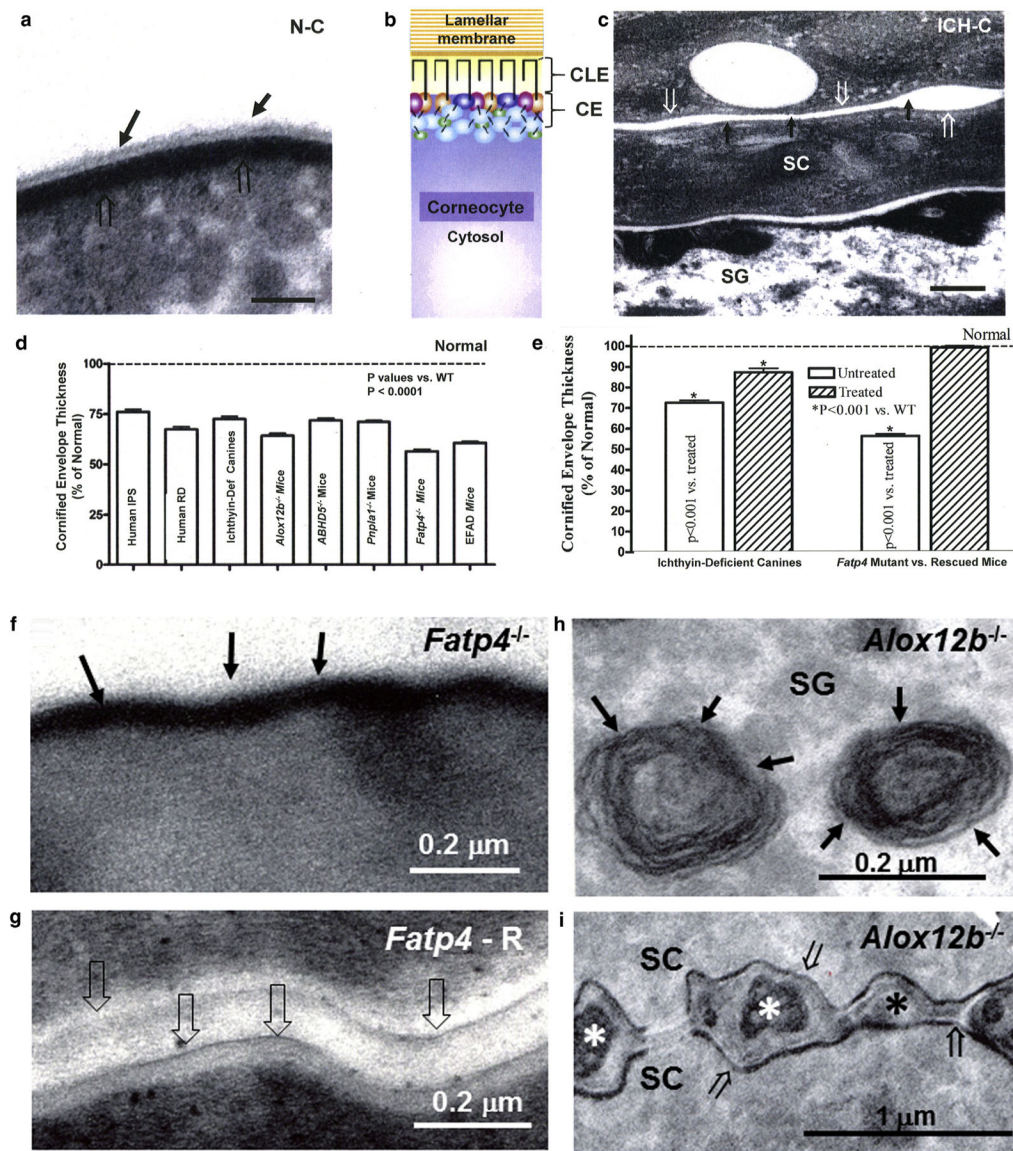 a
N-C
b
Lamellar
membrane
CLE
CE
Corneocyte
Cytosol
c
ICH-C
SC
SG
d
Normal
P values vs. WT
P < 0.0001
Cornified Envelope Thickness
(% of Normal)
100
75
50
25
0
Human IPS
Human RD
Ichthyin-Def Canines
Alox12b-/- Mice
ABHD5-/- Mice
Pnpla1-/- Mice
Fatp4-/- Mice
EFAD Mice
e
Normal
Cornified Envelope Thickness
(% of Normal)
100
90
80
70
60
50
40
30
20
10
0
Untreated
Treated
*P<0.001 vs. WT
*
*
*
p<0.001 vs. treated
p<0.001 vs. treated
Ichthyin-Deficient Canines
Fatp4 Mutant vs. Rescued Mice
f
Fatp4-/-
0.2 µm
h
Alox12b-/-
SG
0.2 µm
g
Fatp4 - R
0.2 µm
i
Alox12b-/-
SC
* * *
SC
1 µm